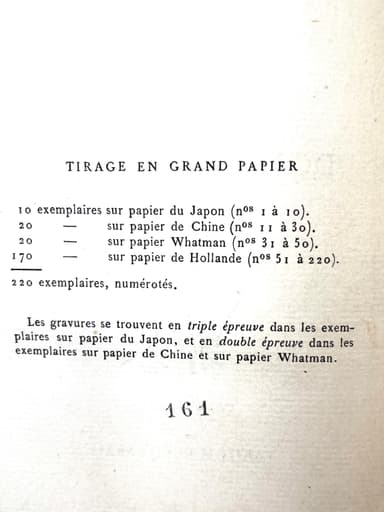 TIRAGE EN GRAND PAPIER
10 exemplaires sur papier du Japon (nos 1 à 10).
20 — sur papier de Chine (nos 11 à 30).
20 — sur papier Whatman (nos 31 à 50).
170 — sur papier de Hollande (nos 51 à 220).
220 exemplaires, numérotés.
Les gravures se trouvent en triple épreuve dans les exem-
plaires sur papier du Japon, et en double épreuve dans les
exemplaires sur papier de Chine et sur papier Whatman.
161